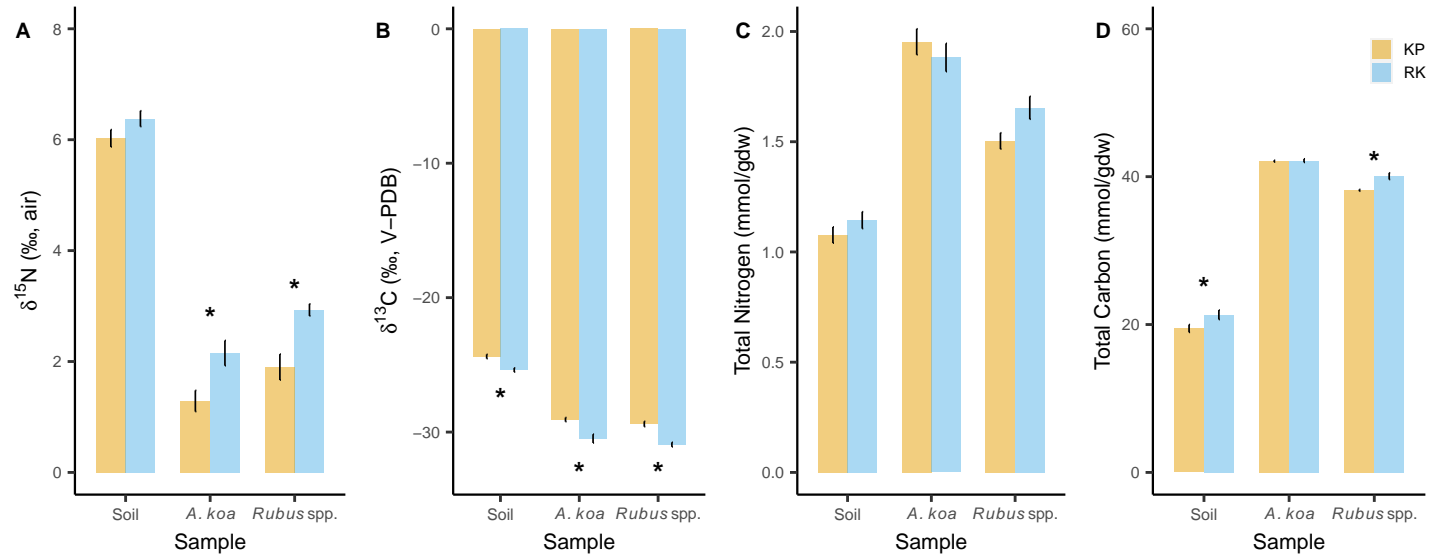 A
8
6
4
2
0
δ15N (‰, air)
*
*
Soil
A. koa
Rubus spp.
Sample
B
0
−10
−20
−30
δ13C (‰, V−PDB)
*
*
*
Soil
A. koa
Rubus spp.
Sample
C
2.0
1.5
1.0
0.5
0.0
Total Nitrogen (mmol/gdw)
Soil
A. koa
Rubus spp.
Sample
D
60
40
20
0
Total Carbon (mmol/gdw)
KP
RK
*
*
Soil
A. koa
Rubus spp.
Sample